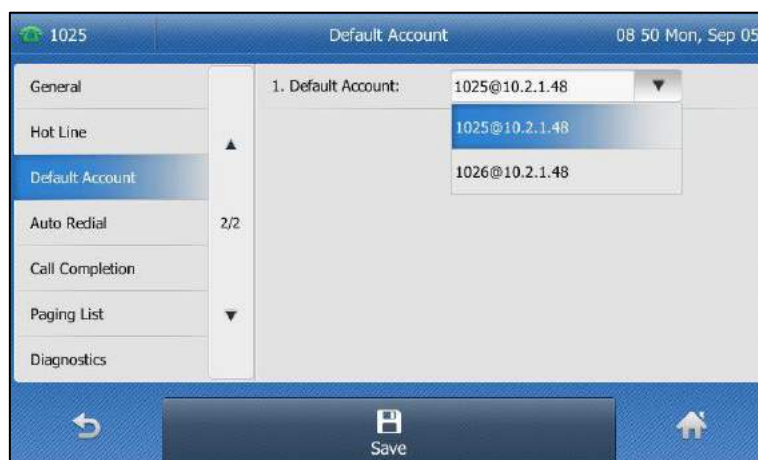 1025 Default Account 08 50 Mon, Sep 05
General
Hot Line
Default Account
Auto Redial
Call Completion
Paging List
Diagnostics
2/2
1. Default Account: 1025@10.2.1.48
1025@10.2.1.48
1026@10.2.1.48
Save